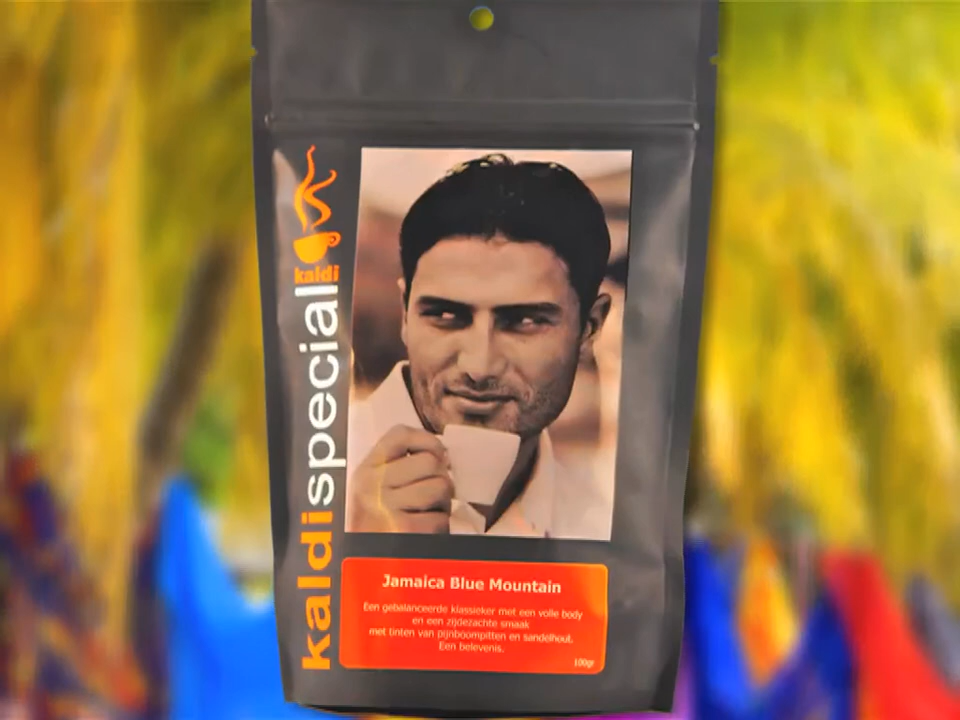 kaldi
kaldispecial
Jamaica Blue Mountain
Een gebalanceerde klassieker met een volle body
en een zijdezachte smaak
met tinten van pijnboompitten en sandelhout.
Een belevenis.
100gr